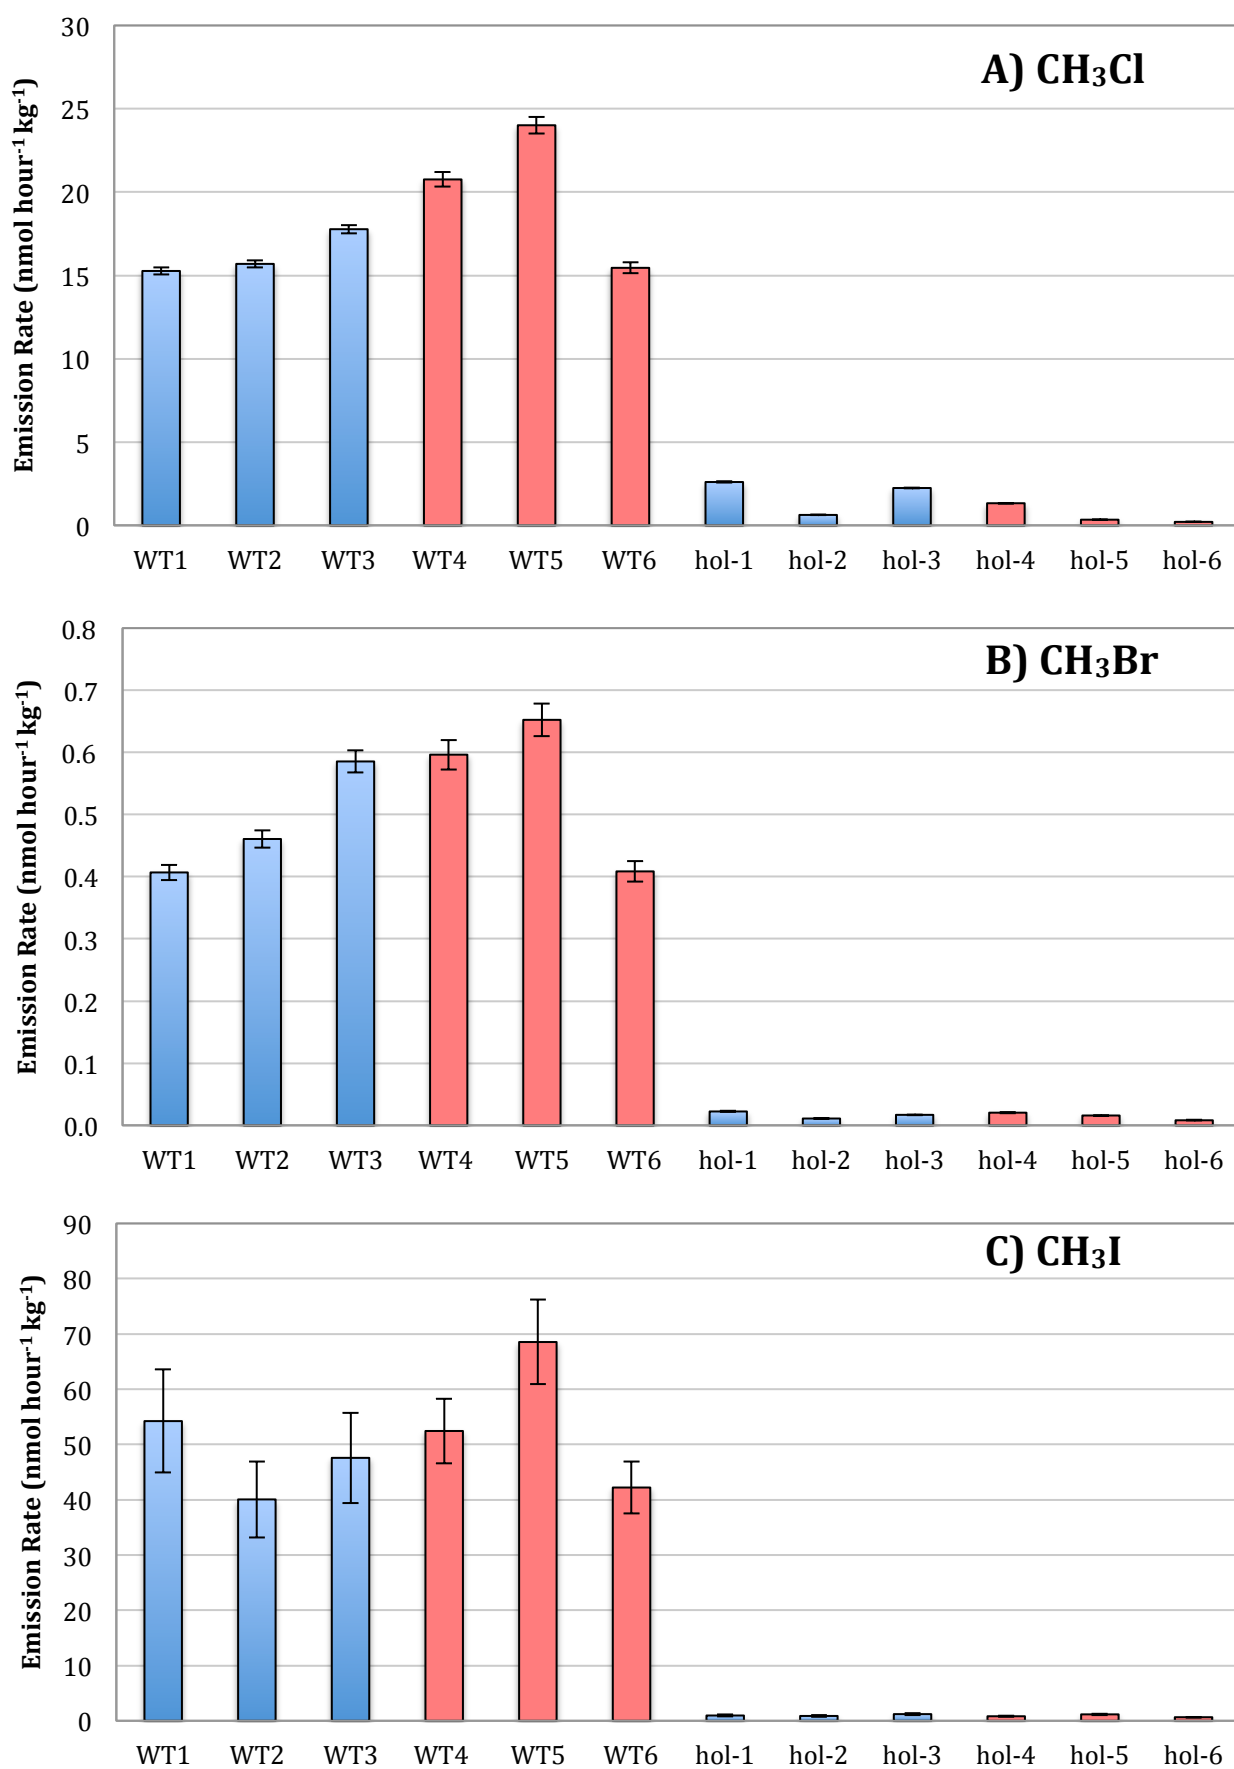 A) CH₃Cl
Emission Rate (nmol hour⁻¹ kg⁻¹)
30
25
20
15
10
5
0
WT1 WT2 WT3 WT4 WT5 WT6 hol-1 hol-2 hol-3 hol-4 hol-5 hol-6
B) CH₃Br
Emission Rate (nmol hour⁻¹ kg⁻¹)
0.8
0.7
0.6
0.5
0.4
0.3
0.2
0.1
0.0
WT1 WT2 WT3 WT4 WT5 WT6 hol-1 hol-2 hol-3 hol-4 hol-5 hol-6
C) CH₃I
Emission Rate (nmol hour⁻¹ kg⁻¹)
90
80
70
60
50
40
30
20
10
0
WT1 WT2 WT3 WT4 WT5 WT6 hol-1 hol-2 hol-3 hol-4 hol-5 hol-6